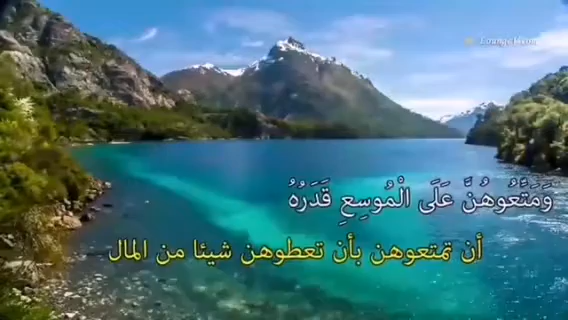 وَمَتِّعُوهُنَّ عَلَى الْمُوسِعِ قَدَرُهُ
أن تمتعوهن بأن تعطوهن شيئا من المال